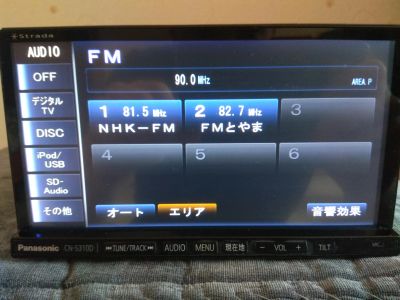 Strada
AUDIO
FM
OFF
90.0 MHz
AREA.P
デジタル
TV
1 81.5 MHz
NHK－FM
2 82.7 MHz
FMとやま
3
DISC
iPod/
USB
4
5
6
SD-
Audio
その他
オート
エリア
音響効果
Panasonic
CN-S310D
TUNE/TRACK
AUDIO
MENU
現在地
－ VOL ＋
TILT
MIC